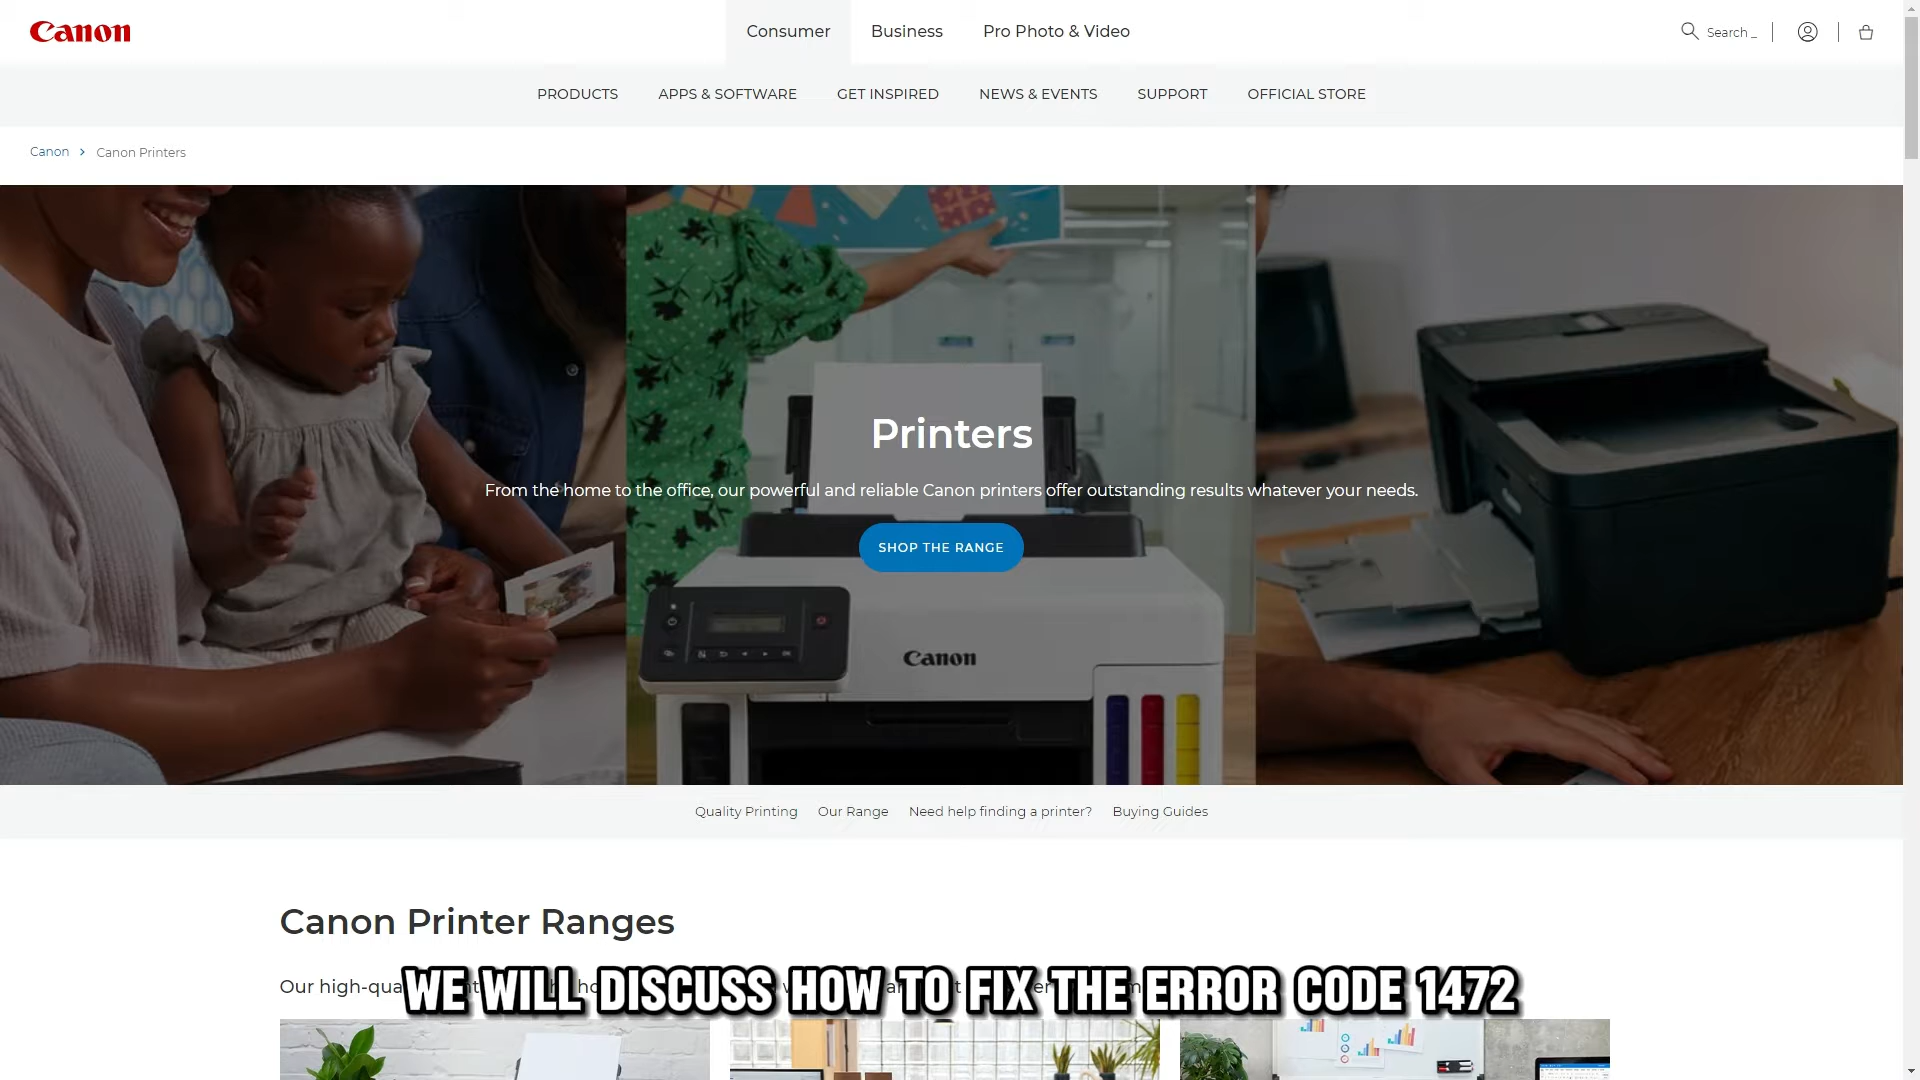 Canon
Consumer
Business
Pro Photo & Video
Search _
PRODUCTS
APPS & SOFTWARE
GET INSPIRED
NEWS & EVENTS
SUPPORT
OFFICIAL STORE
Canon > Canon Printers
Printers
From the home to the office, our powerful and reliable Canon printers offer outstanding results whatever your needs.
SHOP THE RANGE
Canon
Quality Printing
Our Range
Need help finding a printer?
Buying Guides
Canon Printer Ranges
Our
WE WILL DISCUSS HOW TO FIX THE ERROR CODE 1472